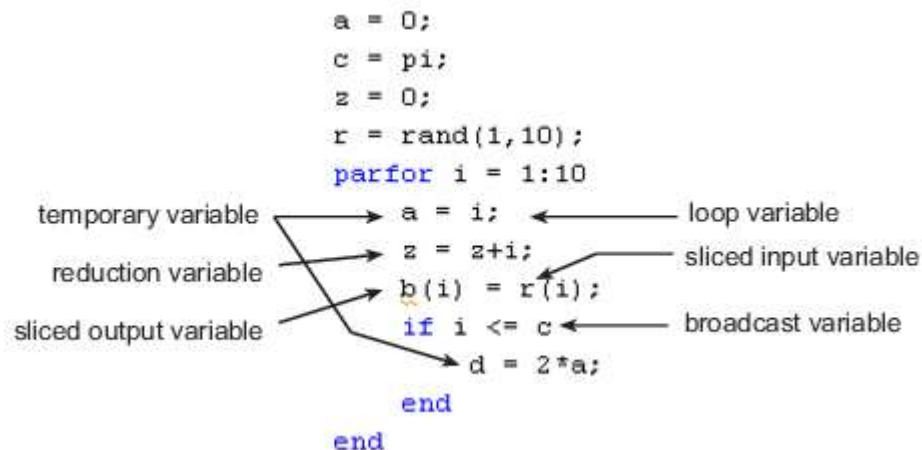 a = 0;
c = pi;
z = 0;
r = rand(1,10);
parfor i = 1:10
temporary variable a = i; loop variable
reduction variable z = z+i; sliced input variable
sliced output variable b(i) = r(i);
if i <= c broadcast variable
d = 2*a;
end
end